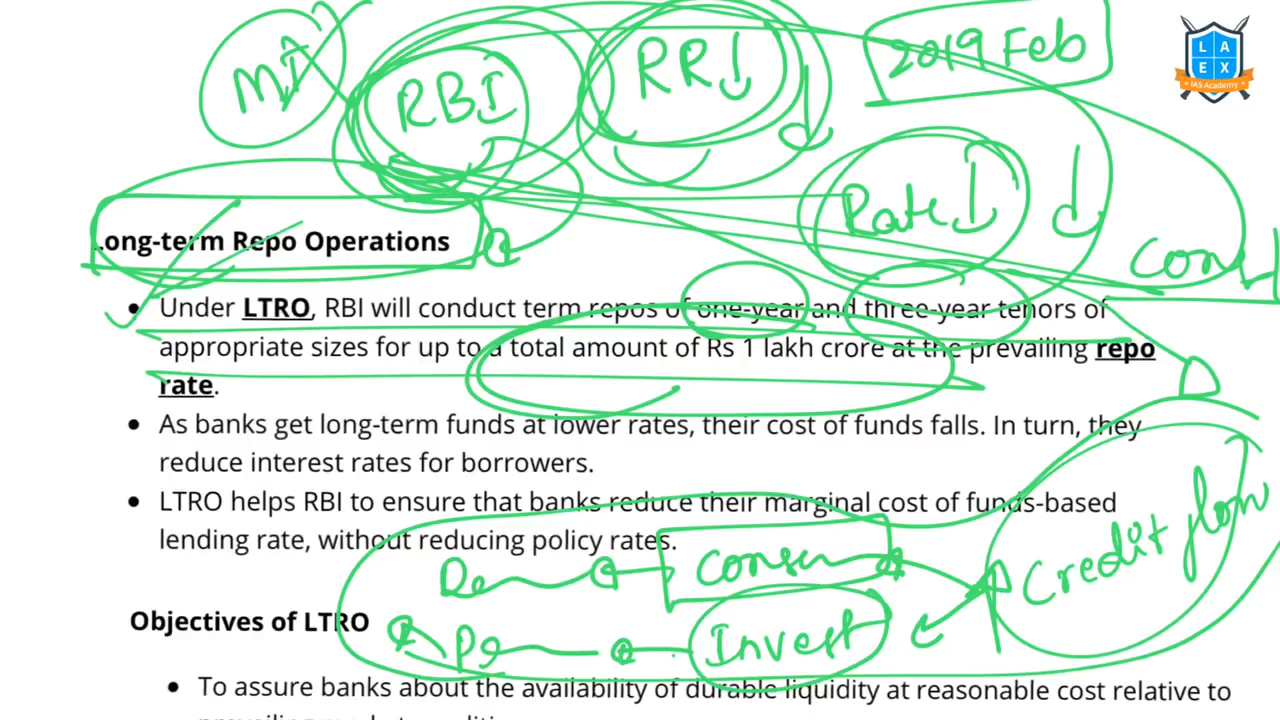 RBI
RR
2019 Feb
L A
E X
IAS Academy
Rate
Long-term Repo Operations
• Under LTRO, RBI will conduct term repos of one-year and three-year tenors of
appropriate sizes for up to a total amount of Rs 1 lakh crore at the prevailing repo
rate.
• As banks get long-term funds at lower rates, their cost of funds falls. In turn, they
reduce interest rates for borrowers.
• LTRO helps RBI to ensure that banks reduce their marginal cost of funds-based
lending rate, without reducing policy rates.
Credit flow
Invest
Objectives of LTRO
• To assure banks about the availability of durable liquidity at reasonable cost relative to